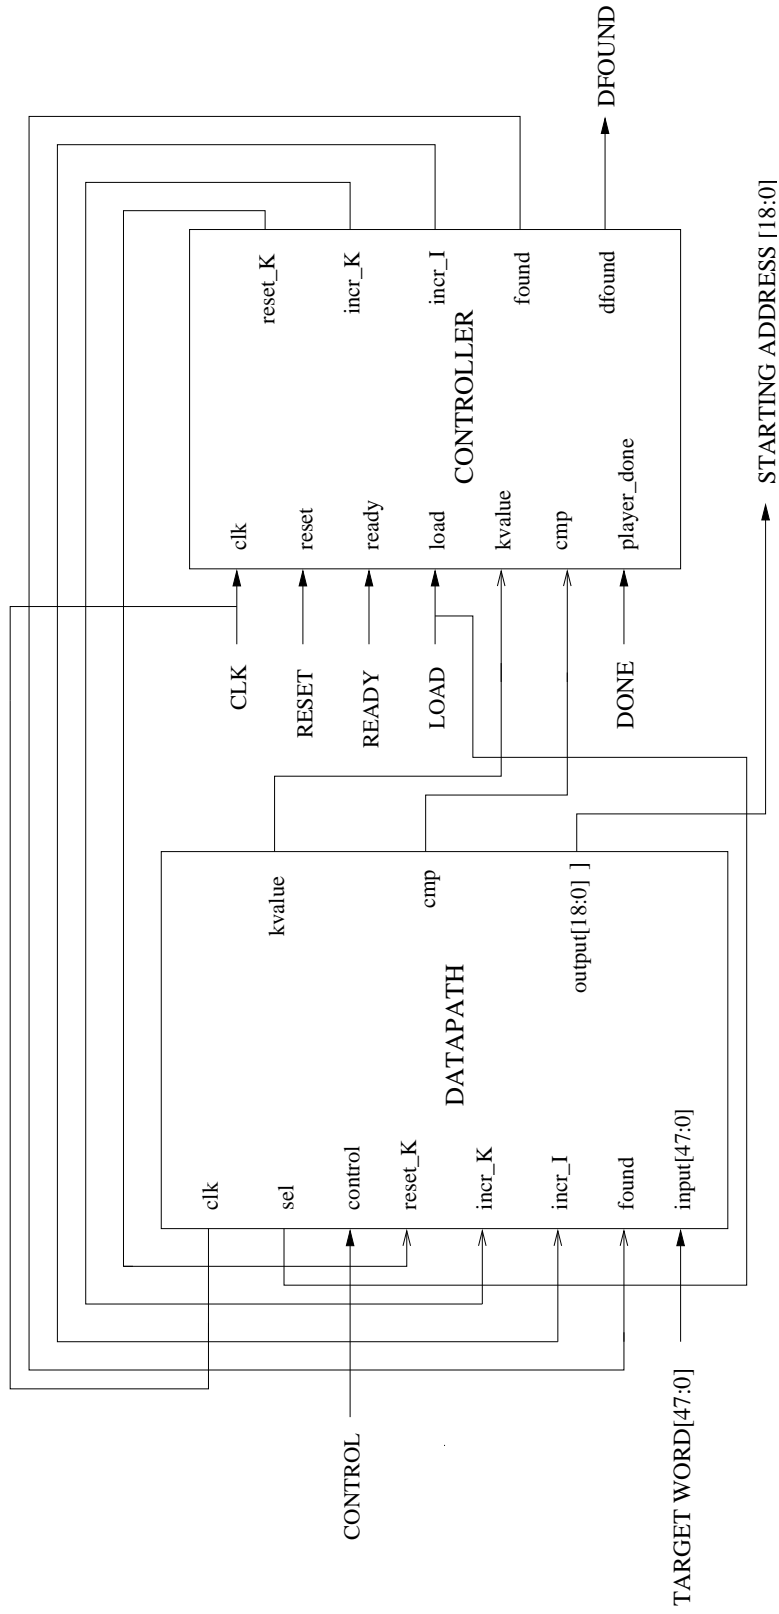 CONTROL
TARGET WORD[47:0]
clk
sel
control
reset_K
incr_K
incr_I
found
input[47:0]
DATAPATH
kvalue
cmp
output[18:0] ]
CLK
RESET
READY
LOAD
DONE
clk
reset
ready
load
kvalue
cmp
player_done
CONTROLLER
reset_K
incr_K
incr_I
found
dfound
DFOUND
STARTING ADDRESS [18:0]